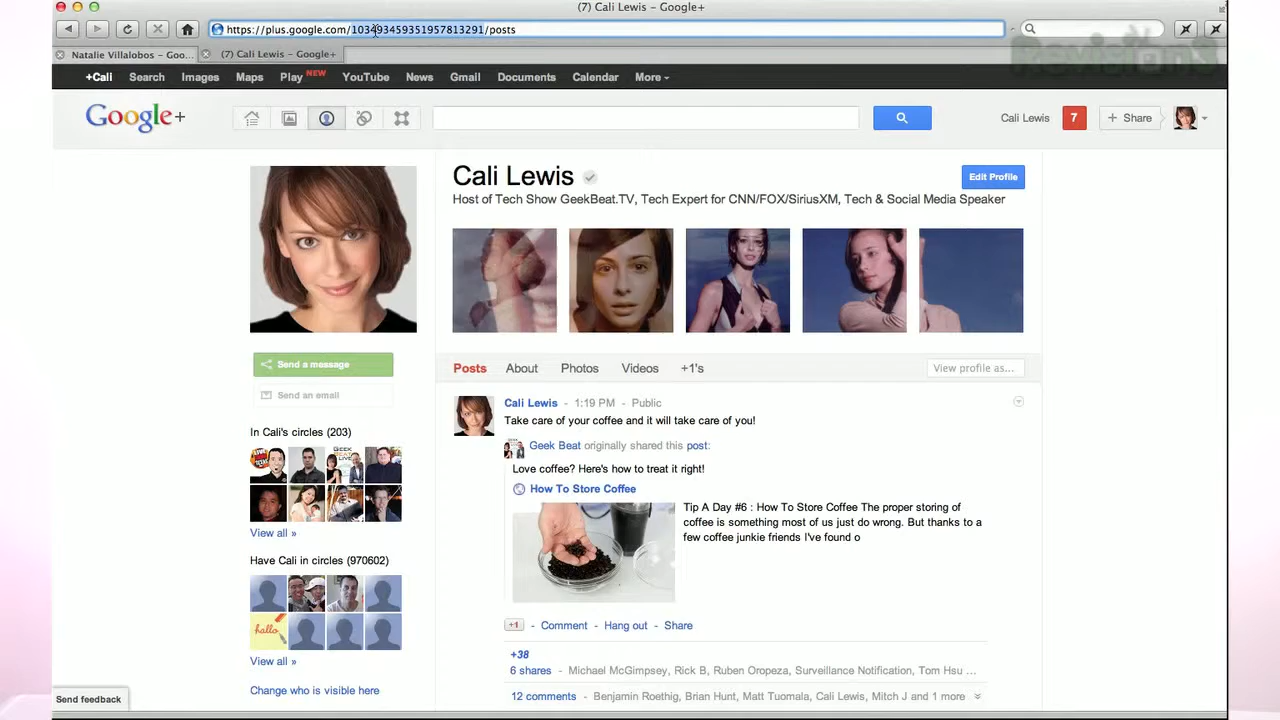 (7) Cali Lewis - Google+
https://plus.google.com/103493459351957813291/posts
Revision3
Natalie Villalobos - Goo...
(7) Cali Lewis - Google+
+Cali Search Images Maps Play NEW YouTube News Gmail Documents Calendar More
Google+
Cali Lewis 7 + Share
Cali Lewis
Edit Profile
Host of Tech Show GeekBeat.TV, Tech Expert for CNN/FOX/SiriusXM, Tech & Social Media Speaker
Send a message
Send an email
In Cali's circles (203)
View all »
Have Cali in circles (970602)
hallo
View all »
Change who is visible here
Send feedback
Posts About Photos Videos +1's
View profile as...
Cali Lewis - 1:19 PM - Public
Take care of your coffee and it will take care of you!
Geek Beat originally shared this post:
Love coffee? Here's how to treat it right!
How To Store Coffee
Tip A Day #6 : How To Store Coffee The proper storing of
coffee is something most of us just do wrong. But thanks to a
few coffee junkie friends I've found o
+1 - Comment - Hang out - Share
+38
6 shares - Michael McGimpsey, Rick B, Ruben Oropeza, Surveillance Notification, Tom Hsu ...
12 comments - Benjamin Roethig, Brian Hunt, Matt Tuomala, Cali Lewis, Mitch J and 1 more